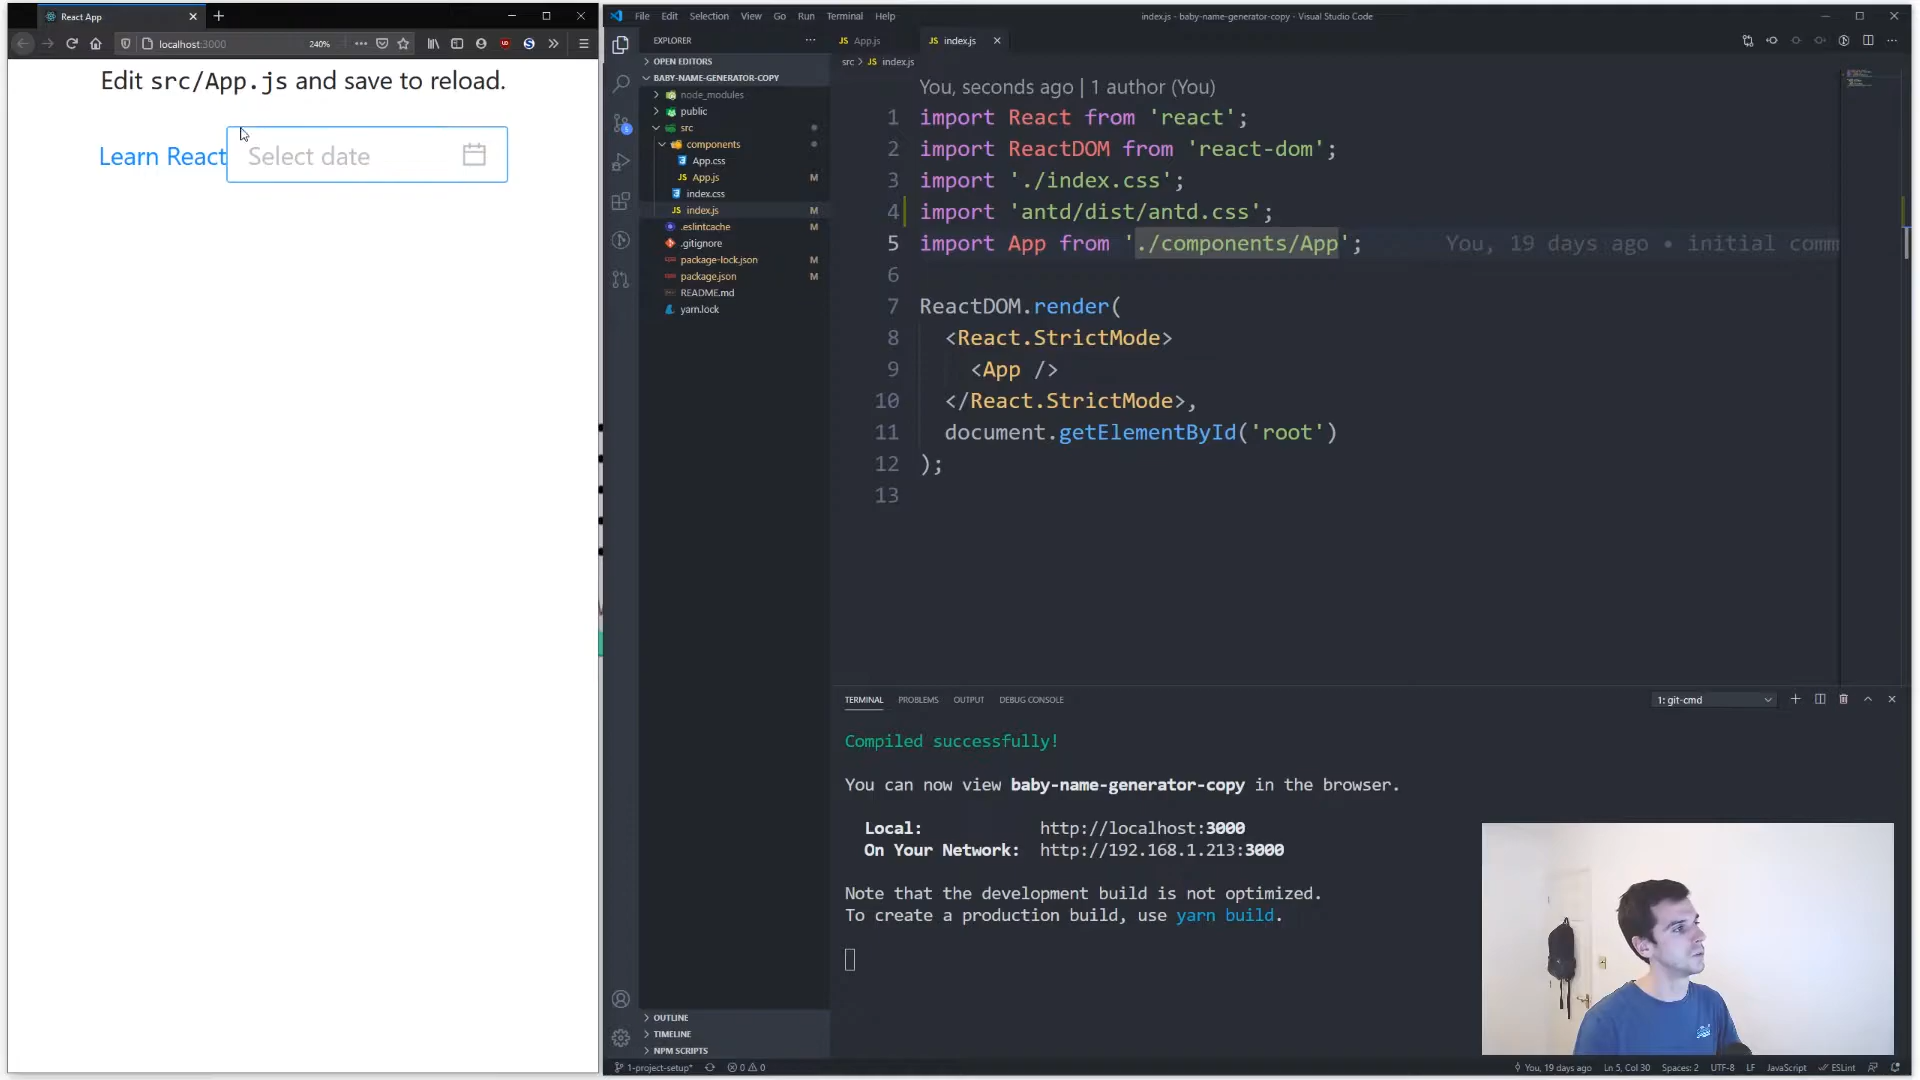 React App
localhost:3000
240%
Edit src/App.js and save to reload.
Learn React
Select date
File Edit Selection View Go Run Terminal Help
index.js - baby-name-generator-copy - Visual Studio Code
EXPLORER
OPEN EDITORS
BABY-NAME-GENERATOR-COPY
node_modules
public
src
components
App.css
JS App.js M
index.css
JS index.js M
.eslintcache M
.gitignore
package-lock.json M
package.json M
README.md
yarn.lock
OUTLINE
TIMELINE
NPM SCRIPTS
JS App.js
JS index.js
src > JS index.js
You, seconds ago | 1 author (You)
1 import React from 'react';
2 import ReactDOM from 'react-dom';
3 import './index.css';
4 import 'antd/dist/antd.css';
5 import App from './components/App'; You, 19 days ago • initial comm
6
7 ReactDOM.render(
8 <React.StrictMode>
9 <App />
10 </React.StrictMode>,
11 document.getElementById('root')
12 );
13
TERMINAL PROBLEMS OUTPUT DEBUG CONSOLE
1: git-cmd
Compiled successfully!
You can now view baby-name-generator-copy in the browser.
Local: http://localhost:3000
On Your Network: http://192.168.1.213:3000
Note that the development build is not optimized.
To create a production build, use yarn build.
1-project-setup* 0 0
You, 19 days ago Ln 5, Col 30 Spaces: 2 UTF-8 LF JavaScript ESLint